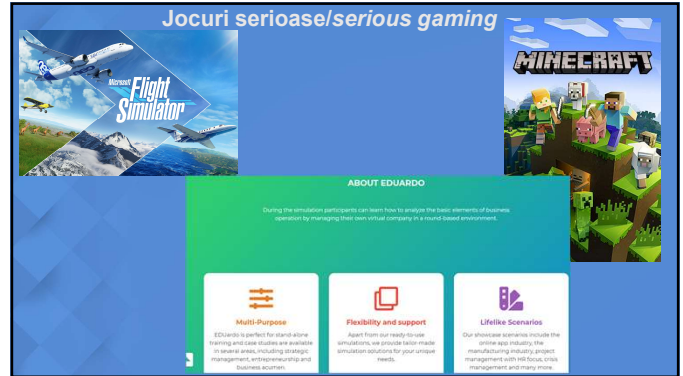 Jocuri serioase/serious gaming
Microsoft
Flight
Simulator
MINECRAFT
ABOUT EDUARDO
During the simulation participants can learn how to analyze the basic elements of business
operation by managing their own virtual company in a round-based environment.
Multi-Purpose
EDUardo is perfect for stand-alone
training and case studies are available
in several areas, including strategic
management, entrepreneurship and
business acumen.
Flexibility and support
Apart from our ready-to-use
simulations, we provide tailor-made
simulation solutions for your unique
needs.
Lifelike Scenarios
Our showcase scenarios include the
online app industry, the
manufacturing industry, project
management with HR focus, crisis
management and many more.